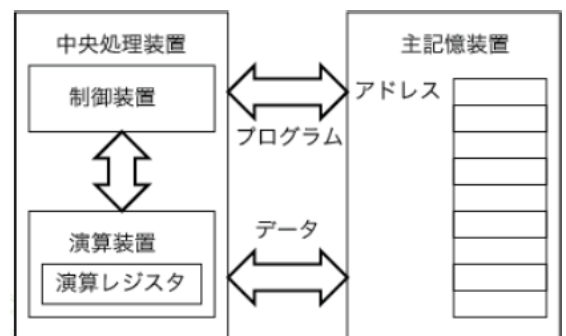 中央処理装置
制御装置
演算装置
演算レジスタ
プログラム
データ
主記憶装置
アドレス